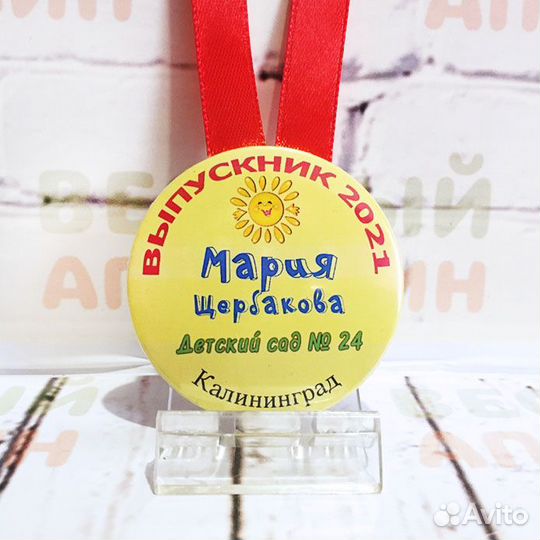 ВЫПУСКНИК 2021
Мария
Щербакова
Детский сад № 24
Калининград
Avito